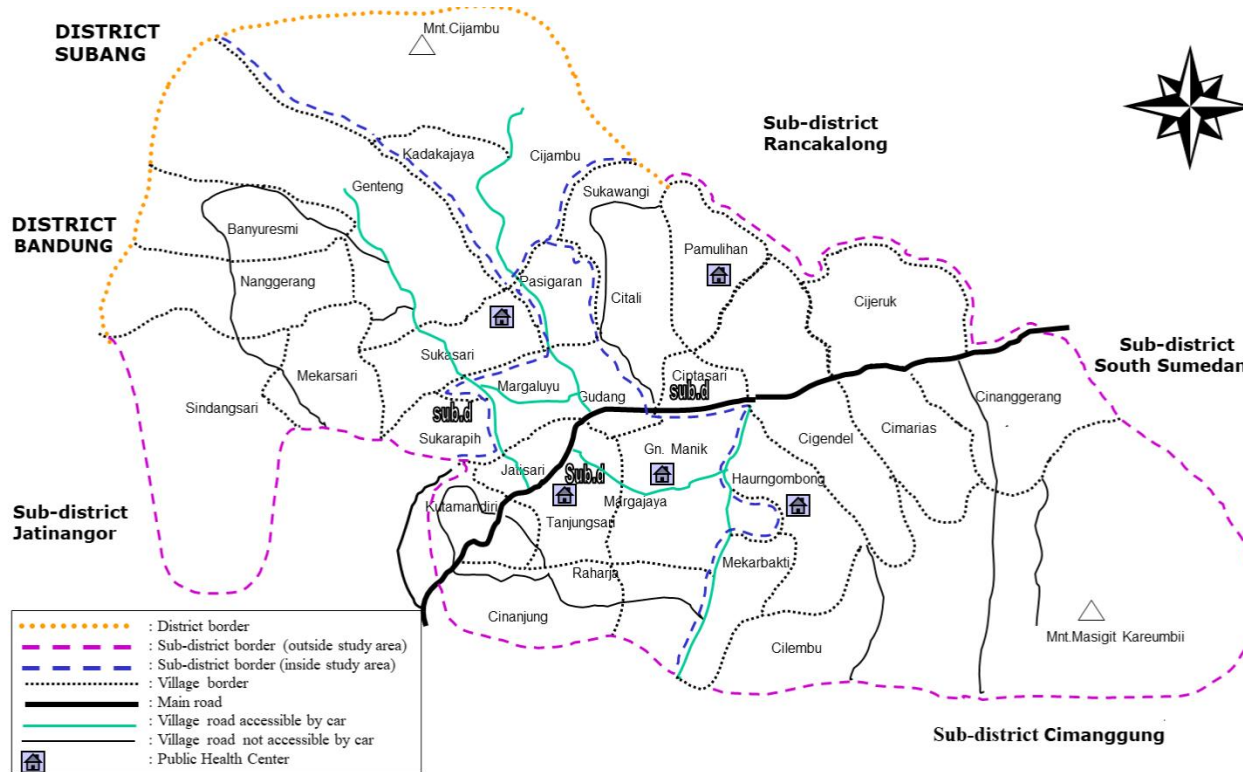 DISTRICT
SUBANG
Mnt.Cijambu
Sub-district
Rancakalong
Kadakajaya
Cijambu
Genteng
Sukawangi
DISTRICT
BANDUNG
Banyuresmi
Pamulihan
Nanggerang
Pasigaran
Citali
Cijeruk
Sub-district
South Sumedan
Sukasari
Mekarsari
Margaluyu
Ciptasari
sub.d
Gudang
Cinanggerang
Sindangsari
sub.d
Sukarapih
Cigendel
Cimarias
Gn. Manik
Jatisari
Sub.d
Haurngombong
Sub-district
Jatinangor
Kutamandiri
Margajaya
Tanjungsari
Mekarbakti
Raharja
Cinanjung
Cilembu
Mnt.Masigit Kareumbii
Sub-district Cimanggung
: District border
: Sub-district border (outside study area)
: Sub-district border (inside study area)
: Village border
: Main road
: Village road accessible by car
: Village road not accessible by car
: Public Health Center